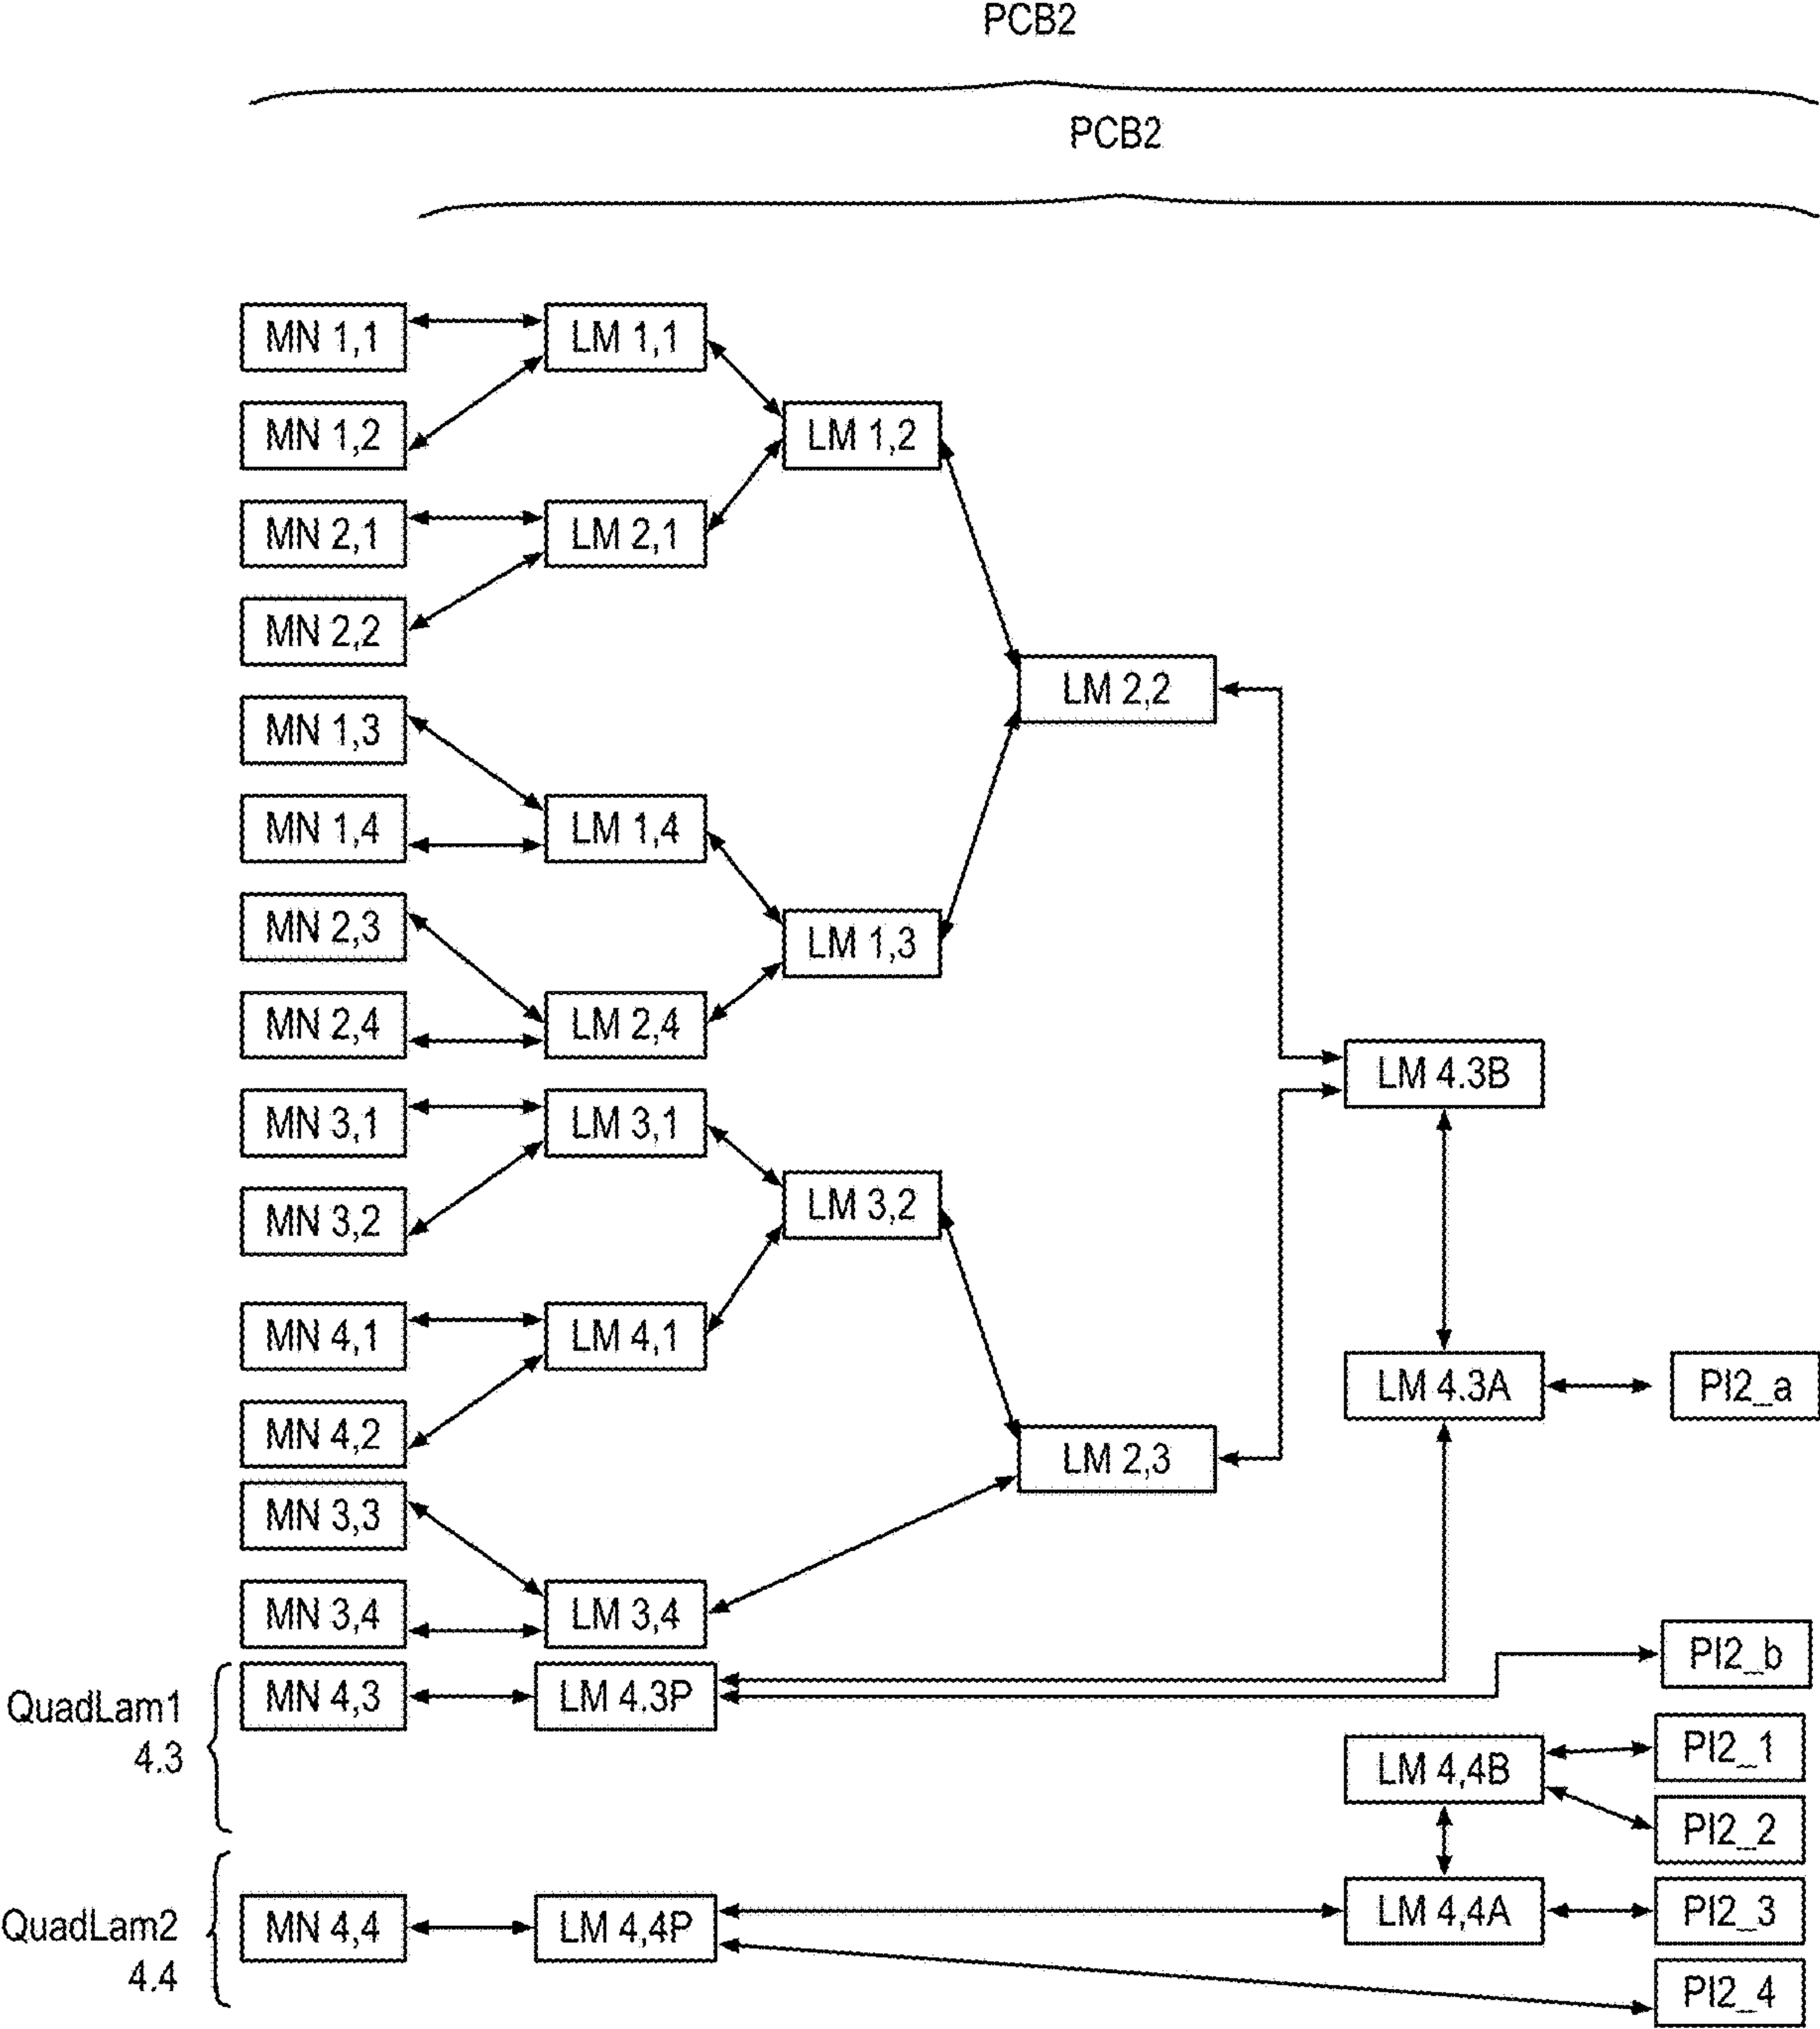 PCB2
PCB2
MN 1,1
LM 1,1
MN 1,2
LM 1,2
MN 2,1
LM 2,1
MN 2,2
LM 2,2
MN 1,3
MN 1,4
LM 1,4
MN 2,3
LM 1,3
MN 2,4
LM 2,4
LM 4.3B
MN 3,1
LM 3,1
MN 3,2
LM 3,2
MN 4,1
LM 4,1
LM 4.3A
PI2_a
MN 4,2
LM 2,3
MN 3,3
MN 3,4
LM 3,4
PI2_b
QuadLam1
4.3
MN 4,3
LM 4.3P
PI2_1
LM 4,4B
PI2_2
QuadLam2
4.4
MN 4,4
LM 4,4P
LM 4,4A
PI2_3
PI2_4